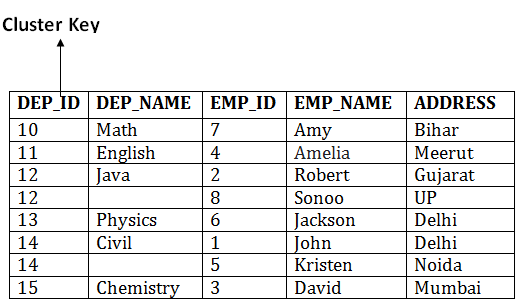 Cluster Key
DEP_ID DEP_NAME EMP_ID EMP_NAME ADDRESS
10 Math 7 Amy Bihar
11 English 4 Amelia Meerut
12 Java 2 Robert Gujarat
12 8 Sonoo UP
13 Physics 6 Jackson Delhi
14 Civil 1 John Delhi
14 5 Kristen Noida
15 Chemistry 3 David Mumbai